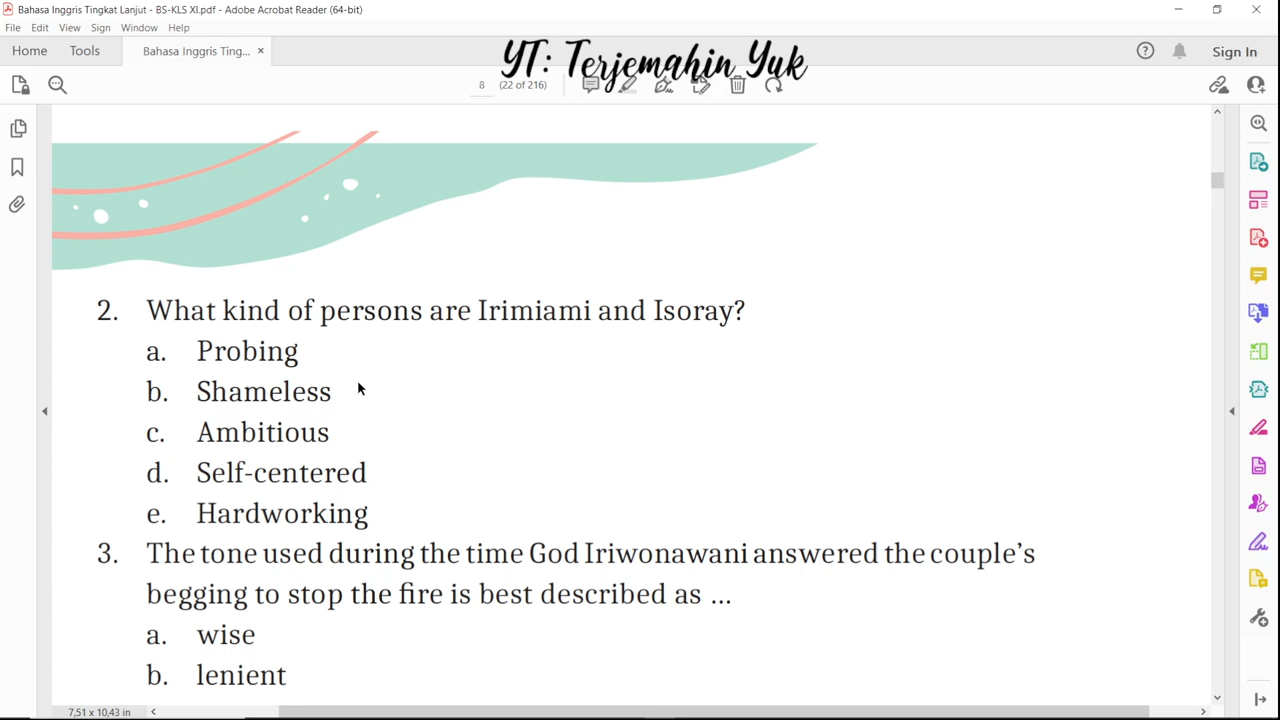 Bahasa Inggris Tingkat Lanjut - BS-KLS XI.pdf - Adobe Acrobat Reader (64-bit)
File Edit View Sign Window Help
Home Tools Bahasa Inggris Ting... × Sign In
YT: Terjemahin Yuk
8 (22 of 216)
2. What kind of persons are Irimiami and Isoray?
a. Probing
b. Shameless
c. Ambitious
d. Self-centered
e. Hardworking
3. The tone used during the time God Iriwonawani answered the couple’s
begging to stop the fire is best described as ...
a. wise
b. lenient
7,51 x 10,43 in